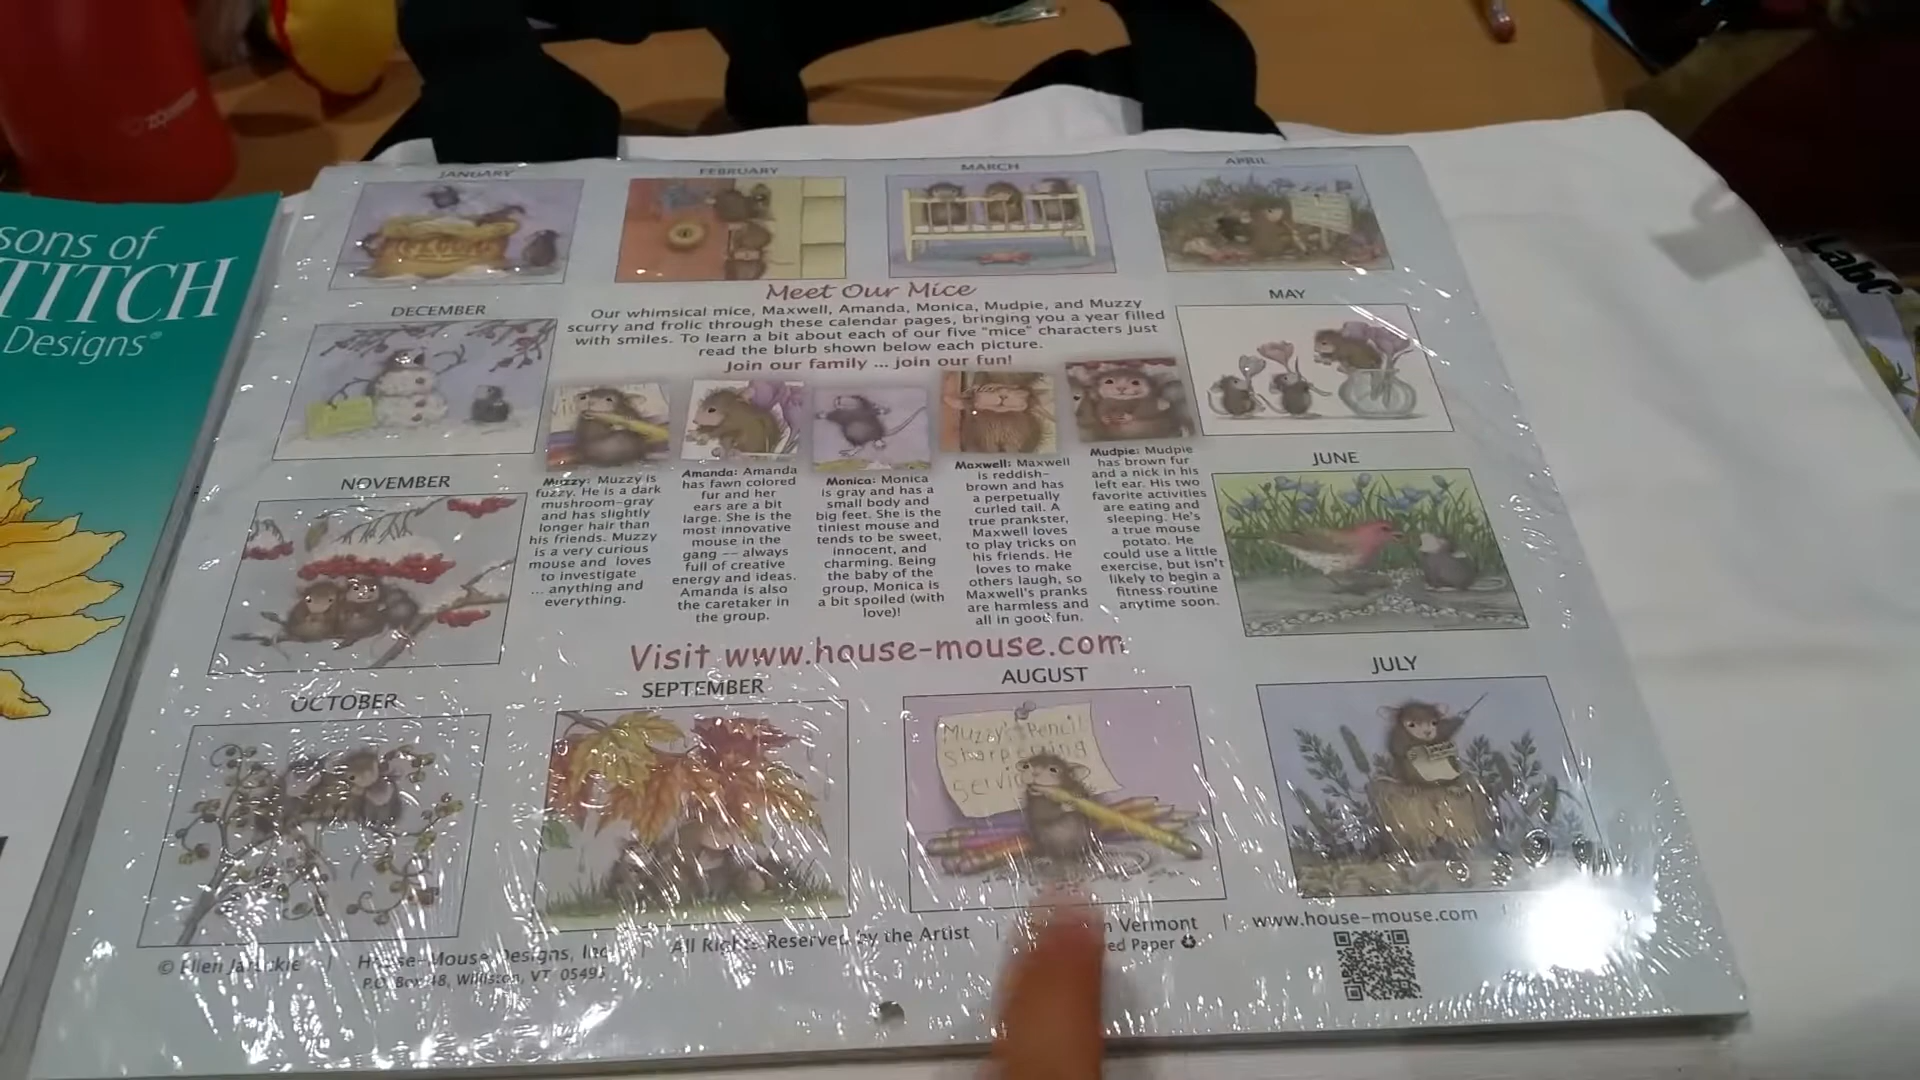 ZOJIRUSHI
sons of
TITCH
Designs®
JANUARY
FEBRUARY
MARCH
APRIL
Meet Our Mice
Our whimsical mice, Maxwell, Amanda, Monica, Mudpie, and Muzzy
scurry and frolic through these calendar pages, bringing you a year filled
with smiles. To learn a bit about each of our five "mice" characters just
read the blurb shown below each picture.
Join our family ... join our fun!
DECEMBER
MAY
NOVEMBER
JUNE
Muzzy: Muzzy is
fuzzy. He is a dark
mushroom-gray
and has slightly
longer hair than
his friends. Muzzy
is a very curious
mouse and loves
to investigate
... anything and
everything.
Amanda: Amanda
has fawn colored
fur and her
ears are a bit
large. She is the
most innovative
mouse in the
gang -- always
full of creative
energy and ideas.
Amanda is also
the caretaker in
the group.
Monica: Monica
is gray and has a
small body and
big feet. She is the
tiniest mouse and
tends to be sweet,
innocent, and
charming. Being
the baby of the
group, Monica is
a bit spoiled (with
love)!
Maxwell: Maxwell
is reddish-
brown and has
a perpetually
curled tail. A
true prankster,
Maxwell loves
to play tricks on
his friends. He
loves to make
others laugh, so
Maxwell's pranks
are harmless and
all in good fun.
Mudpie: Mudpie
has brown fur
and a nick in his
left ear. His two
favorite activities
are eating and
sleeping. He's
a true mouse
potato. He
could use a little
exercise, but isn't
likely to begin a
fitness routine
anytime soon.
Visit www.house-mouse.com
OCTOBER
SEPTEMBER
AUGUST
JULY
Muzzy's Pencil
Sharpening
Servic
© Ellen Jareckie | House-Mouse Designs, Inc. | All Rights Reserved by the Artist | n Vermont | www.house-mouse.com |
P.O. Box 48, Williston, VT 05495
ed Paper